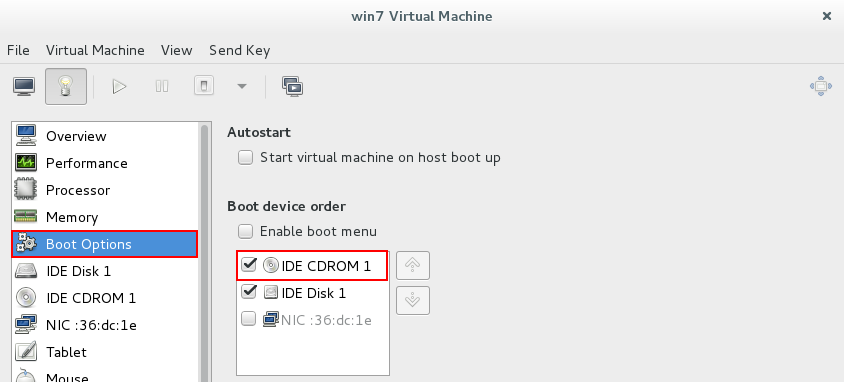 win7 Virtual Machine
File Virtual Machine View Send Key
Overview
Performance
Processor
Memory
Boot Options
IDE Disk 1
IDE CDROM 1
NIC :36:dc:1e
Tablet
Mouse
Autostart
Start virtual machine on host boot up
Boot device order
Enable boot menu
IDE CDROM 1
IDE Disk 1
NIC :36:dc:1e